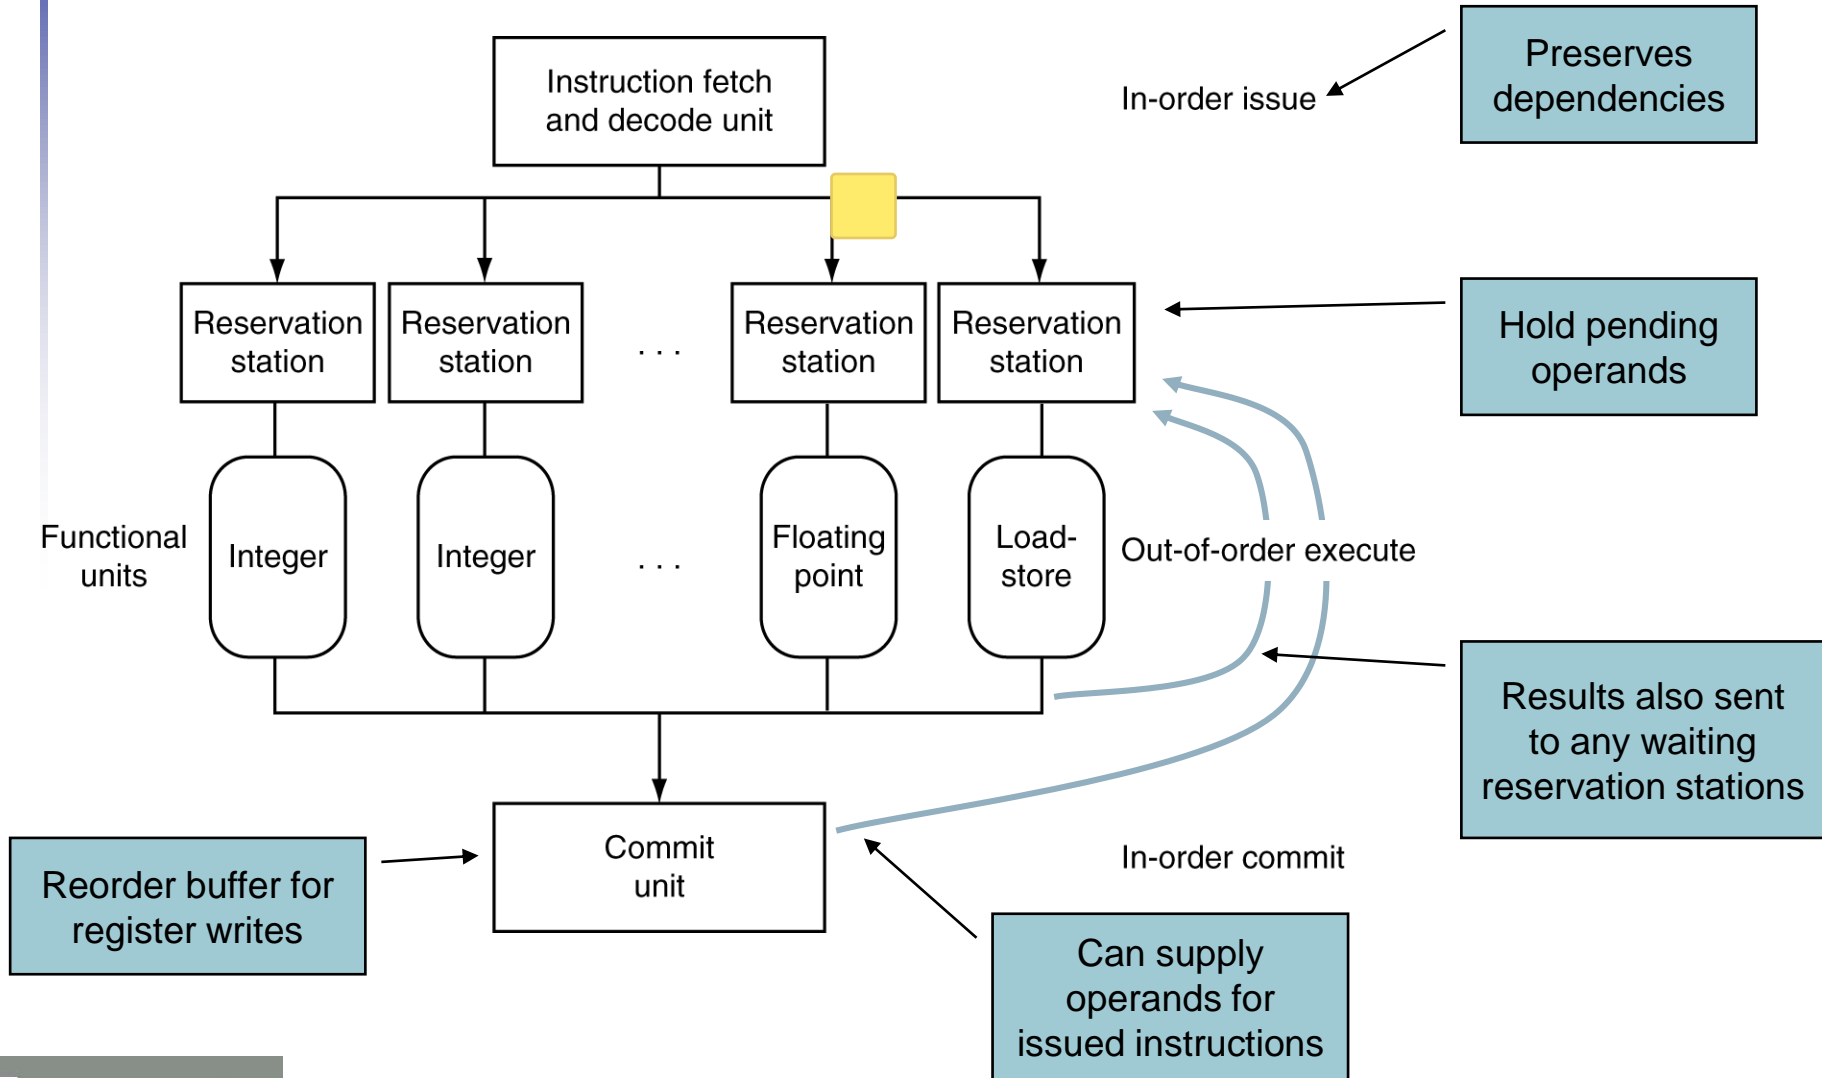 Preserves
dependencies
Instruction fetch
and decode unit
In-order issue
Reservation
station
Reservation
station
. . .
Reservation
station
Reservation
station
Hold pending
operands
Functional
units
Integer
Integer
. . .
Floating
point
Load-
store
Out-of-order execute
Results also sent
to any waiting
reservation stations
Commit
unit
In-order commit
Reorder buffer for
register writes
Can supply
operands for
issued instructions